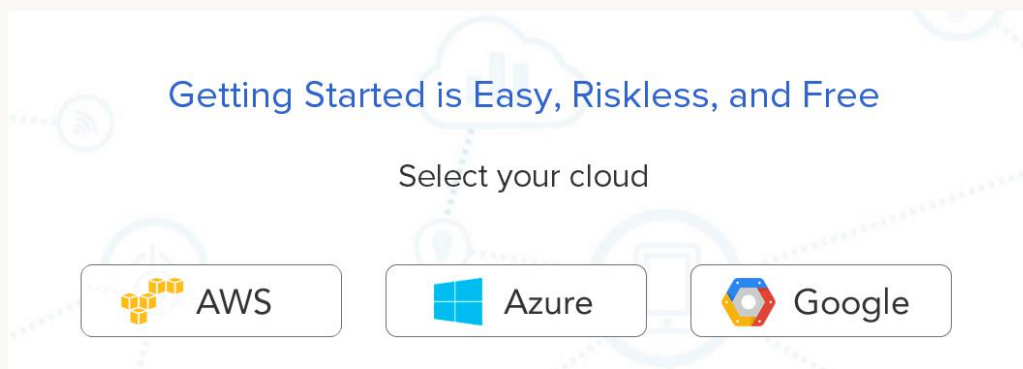 Getting Started is Easy, Riskless, and Free
Select your cloud
AWS
Azure
Google